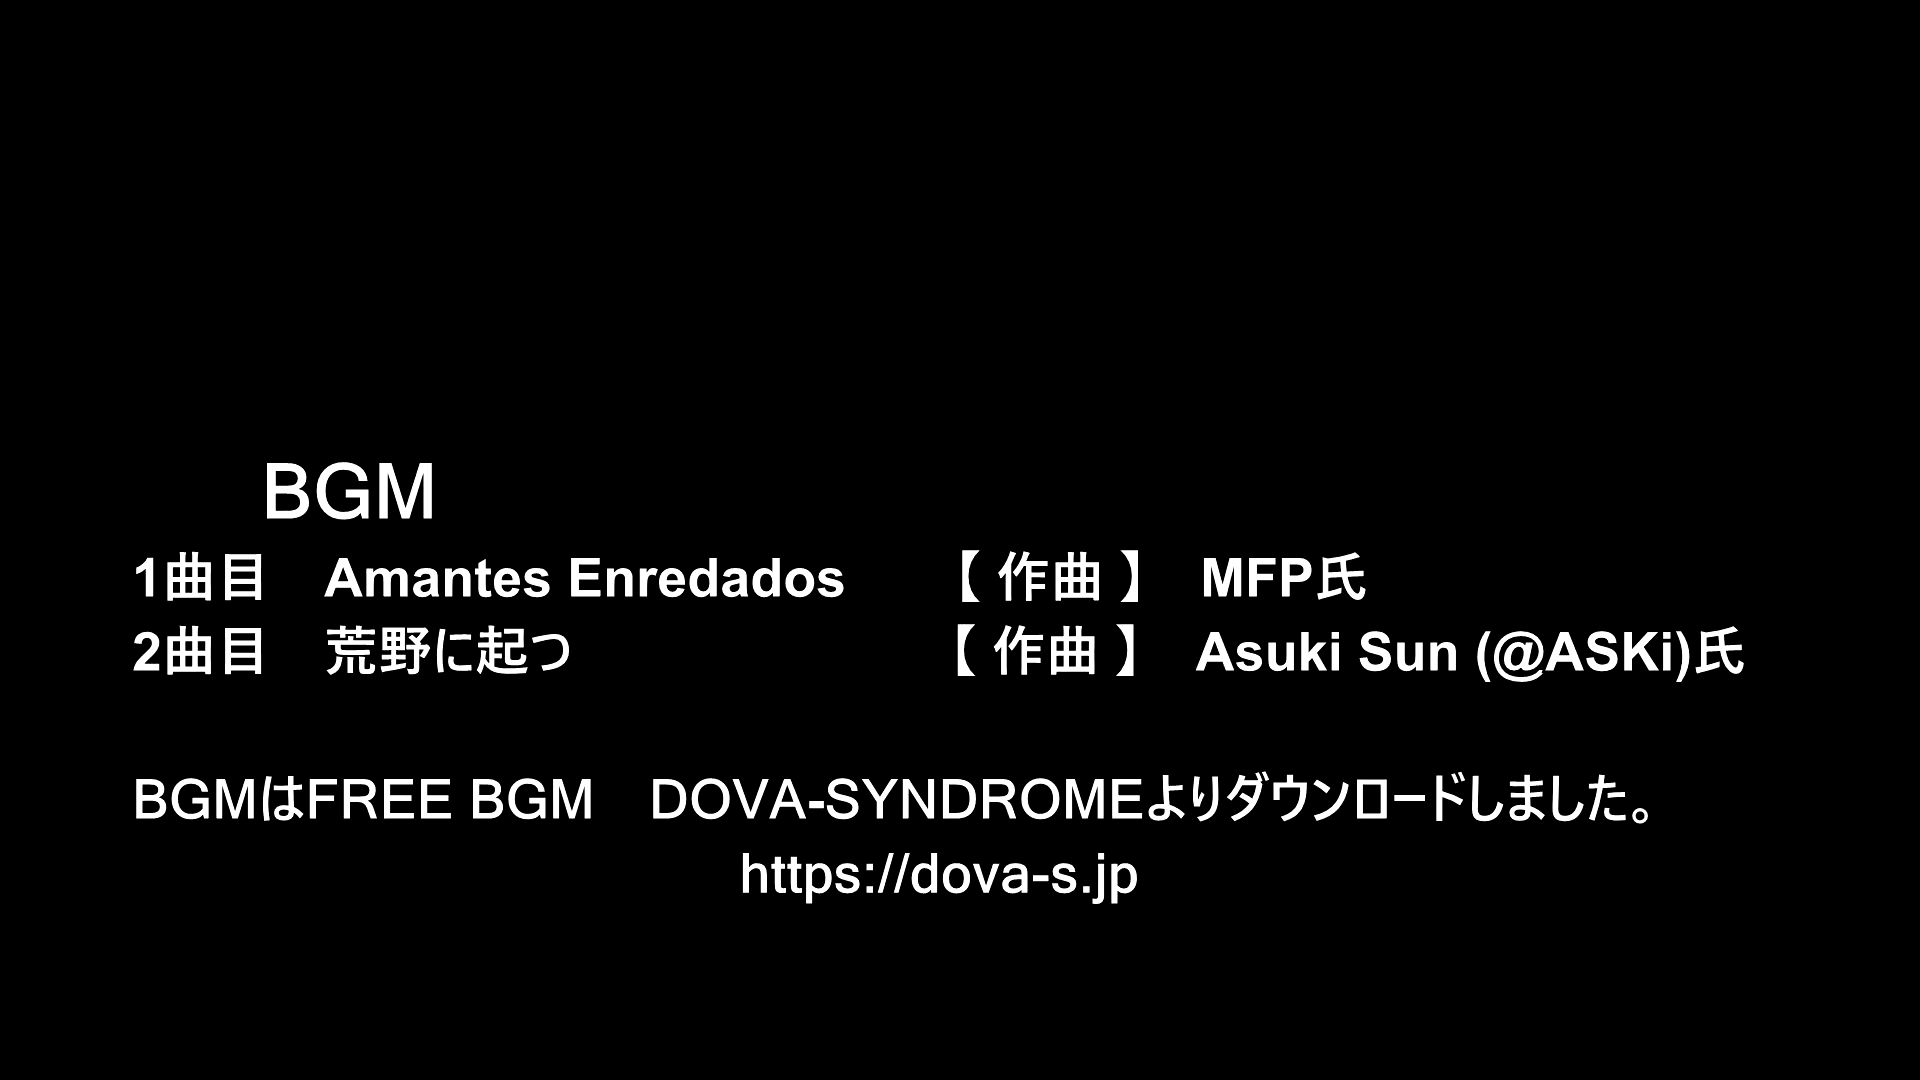 BGM
1曲目　Amantes Enredados　【 作曲 】　MFP氏
2曲目　荒野に起つ　【 作曲 】　Asuki Sun (@ASKi)氏
BGMはFREE BGM　DOVA-SYNDROMEよりダウンロードしました。
https://dova-s.jp